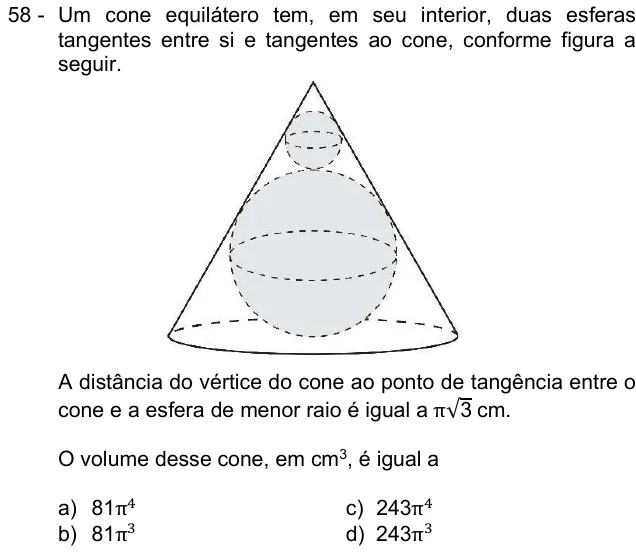 58 - Um cone equilátero tem, em seu interior, duas esferas
tangentes entre si e tangentes ao cone, conforme figura a
seguir.
A distância do vértice do cone ao ponto de tangência entre o
cone e a esfera de menor raio é igual a π√3 cm.
O volume desse cone, em cm³, é igual a
a) 81π⁴ c) 243π⁴
b) 81π³ d) 243π³